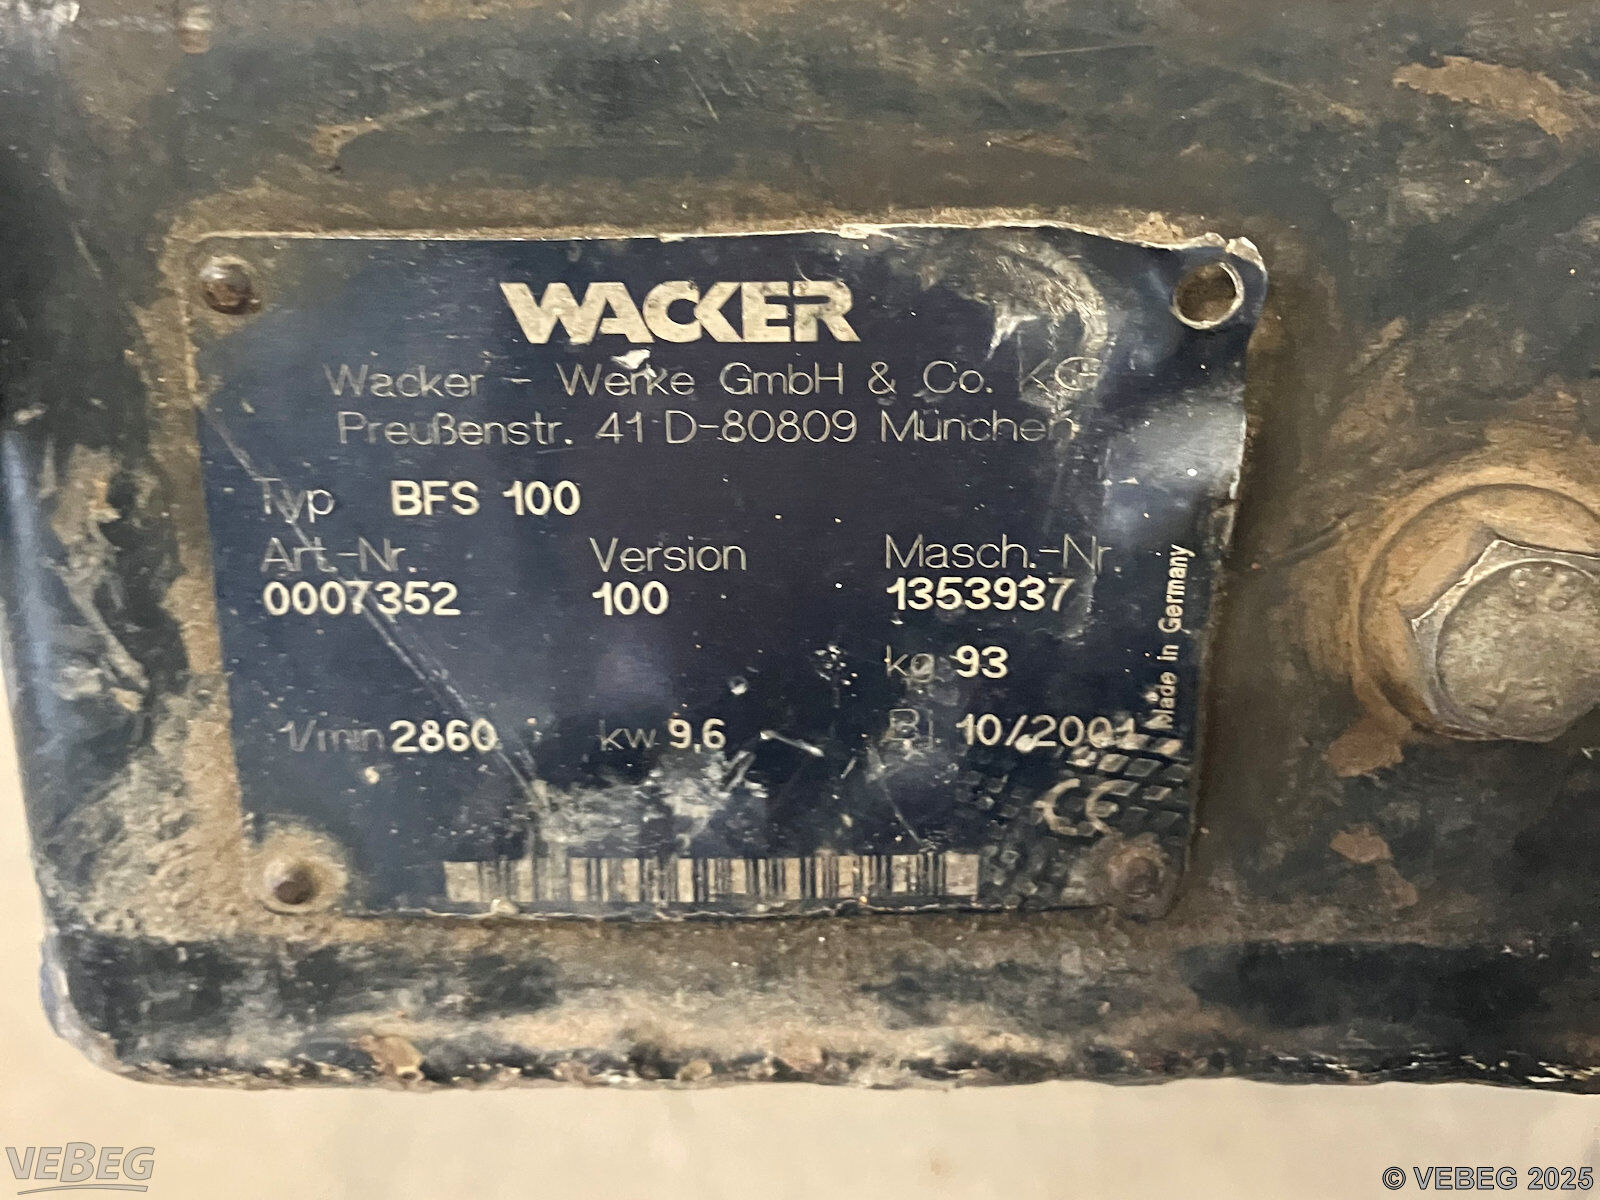 WACKER
Wacker - Werke GmbH & Co. KG
Preußenstr. 41 D-80809 München
Typ BFS 100
Art.-Nr. Version Masch.-Nr.
0007352 100 1353937
kg 93
1/min 2860 kw 9,6 Bj 10/2001
Made in Germany
CE
VEBEG
© VEBEG 2025